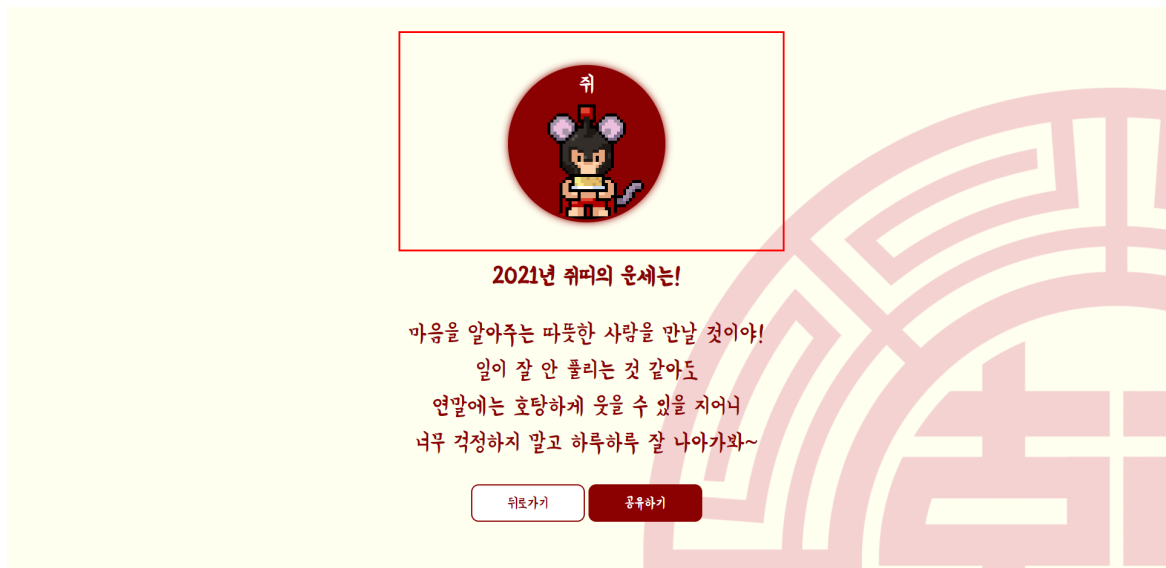 쥐
2021년 쥐띠의 운세는!
마음을 알아주는 따뜻한 사람을 만날 것이야!
일이 잘 안 풀리는 것 같아도
연말에는 호탕하게 웃을 수 있을 지어니
너무 걱정하지 말고 하루하루 잘 나아가봐~
뒤로가기 공유하기